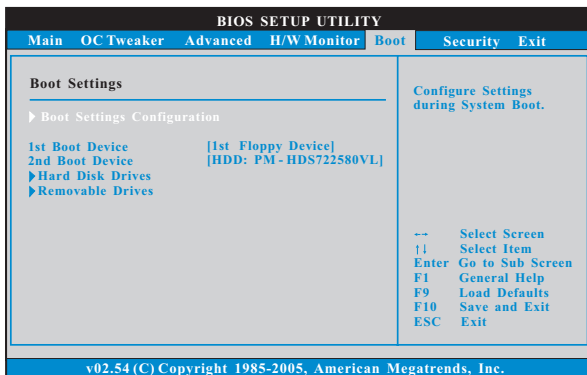 BIOS SETUP UTILITY
Main OC Tweaker Advanced H/W Monitor Boot Security Exit
Boot Settings
Boot Settings Configuration
1st Boot Device [1st Floppy Device]
2nd Boot Device [HDD: PM - HDS722580VL]
Hard Disk Drives
Removable Drives
Configure Settings
during System Boot.
←→ Select Screen
↑↓ Select Item
Enter Go to Sub Screen
F1 General Help
F9 Load Defaults
F10 Save and Exit
ESC Exit
v02.54 (C) Copyright 1985-2005, American Megatrends, Inc.